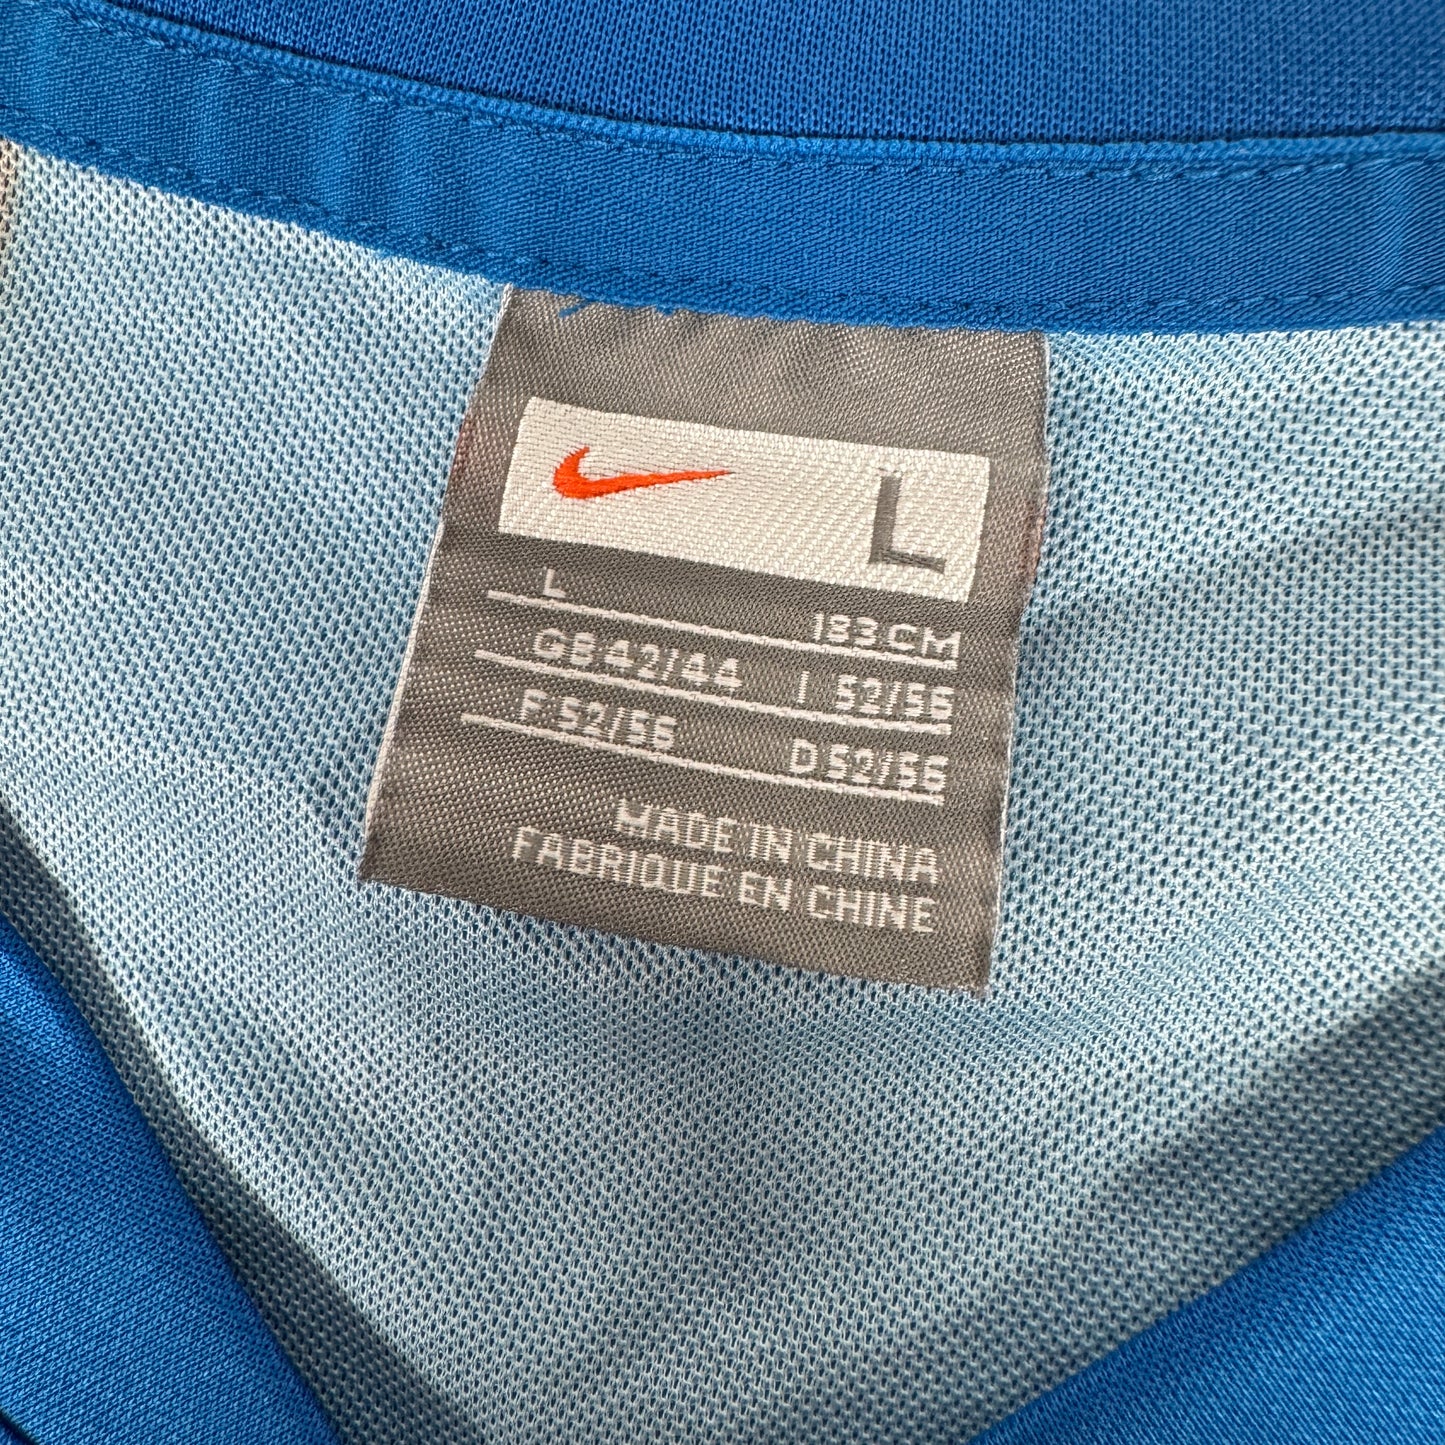 L
L 183 CM
GB 42/44 I 52/56
F 52/56 D 52/56
MADE IN CHINA
FABRIQUE EN CHINE